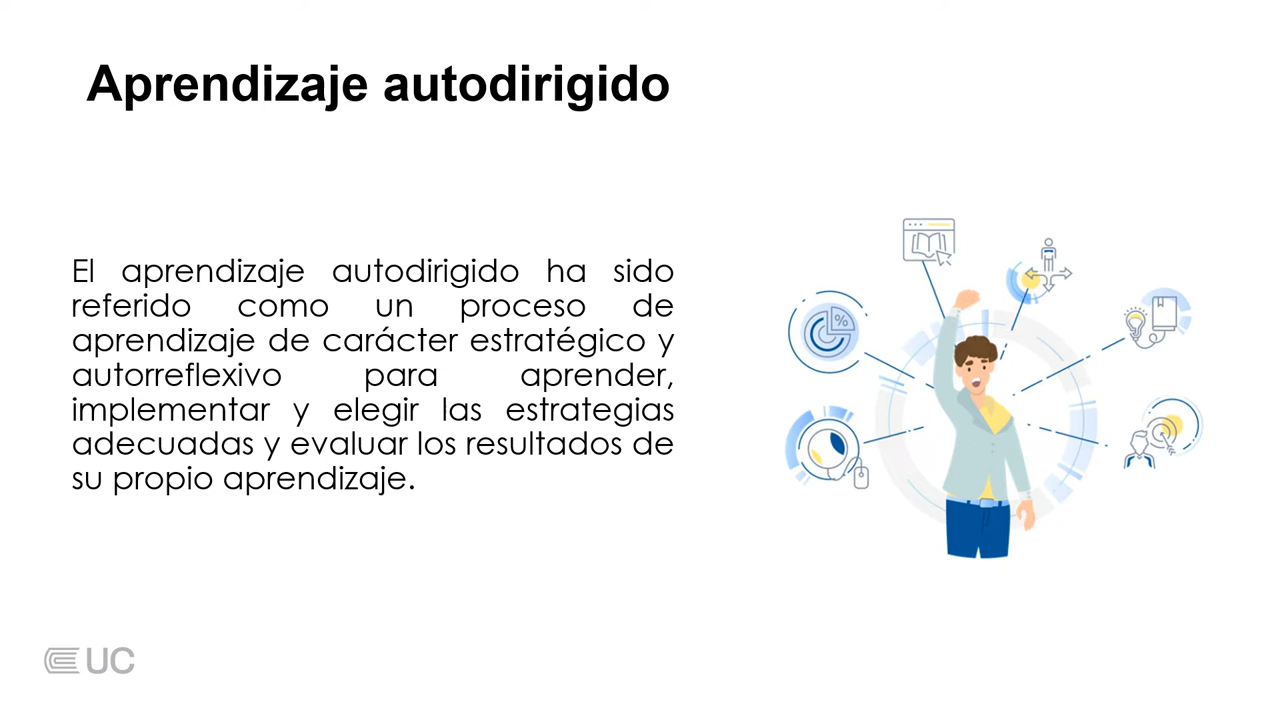 Aprendizaje autodirigido
El aprendizaje autodirigido ha sido
referido como un proceso de
aprendizaje de carácter estratégico y
autorreflexivo para aprender,
implementar y elegir las estrategias
adecuadas y evaluar los resultados de
su propio aprendizaje.
%
UC